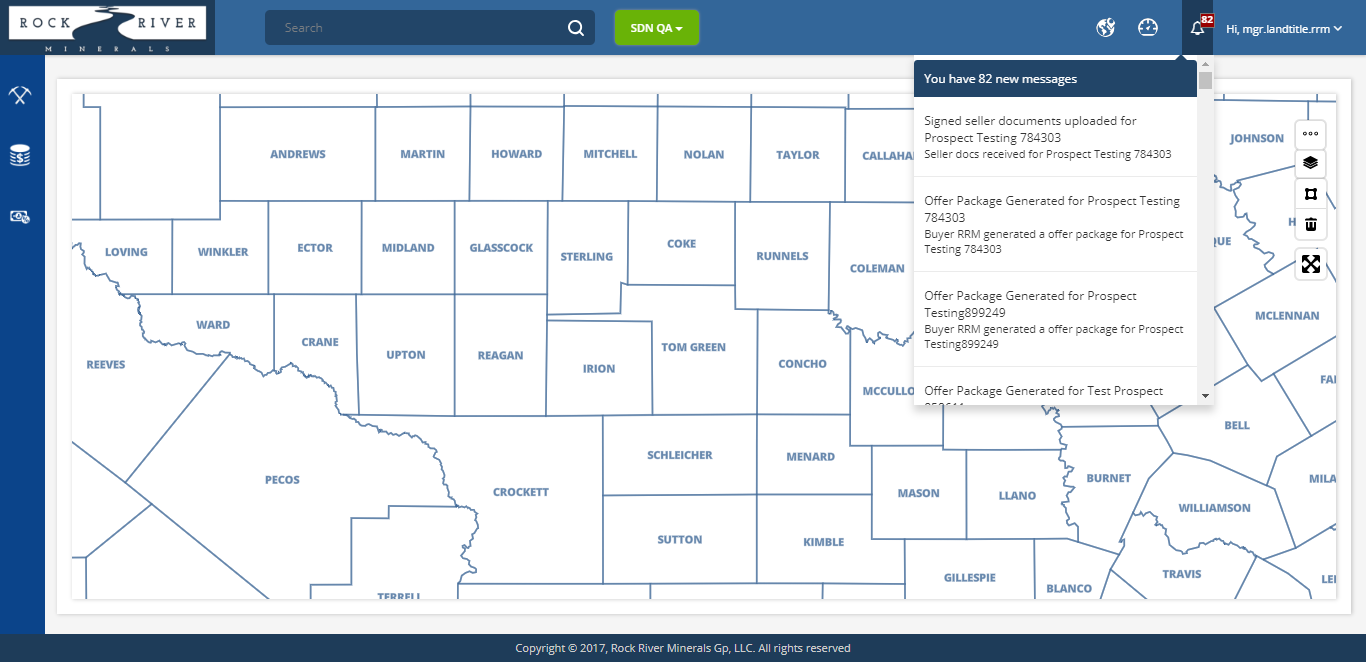 ROCK RIVER
MINERALS
Search
SDN QA
82
Hi, mgr.landtitle.rrm
You have 82 new messages
Signed seller documents uploaded for
Prospect Testing 784303
Seller docs received for Prospect Testing 784303
Offer Package Generated for Prospect Testing
784303
Buyer RRM generated a offer package for Prospect
Testing 784303
Offer Package Generated for Prospect
Testing899249
Buyer RRM generated a offer package for Prospect
Testing899249
Offer Package Generated for Test Prospect
ANDREWS
MARTIN
HOWARD
MITCHELL
NOLAN
TAYLOR
CALLAHA
JOHNSON
H
LOVING
WINKLER
ECTOR
MIDLAND
GLASSCOCK
STERLING
COKE
RUNNELS
COLEMAN
QUE
WARD
CRANE
UPTON
REAGAN
IRION
TOM GREEN
CONCHO
MCCULLO
MCLENNAN
REEVES
FA
BELL
PECOS
CROCKETT
SCHLEICHER
MENARD
MASON
LLANO
BURNET
MILA
WILLIAMSON
SUTTON
KIMBLE
GILLESPIE
BLANCO
TRAVIS
LE
TERRELL
Copyright © 2017, Rock River Minerals Gp, LLC. All rights reserved